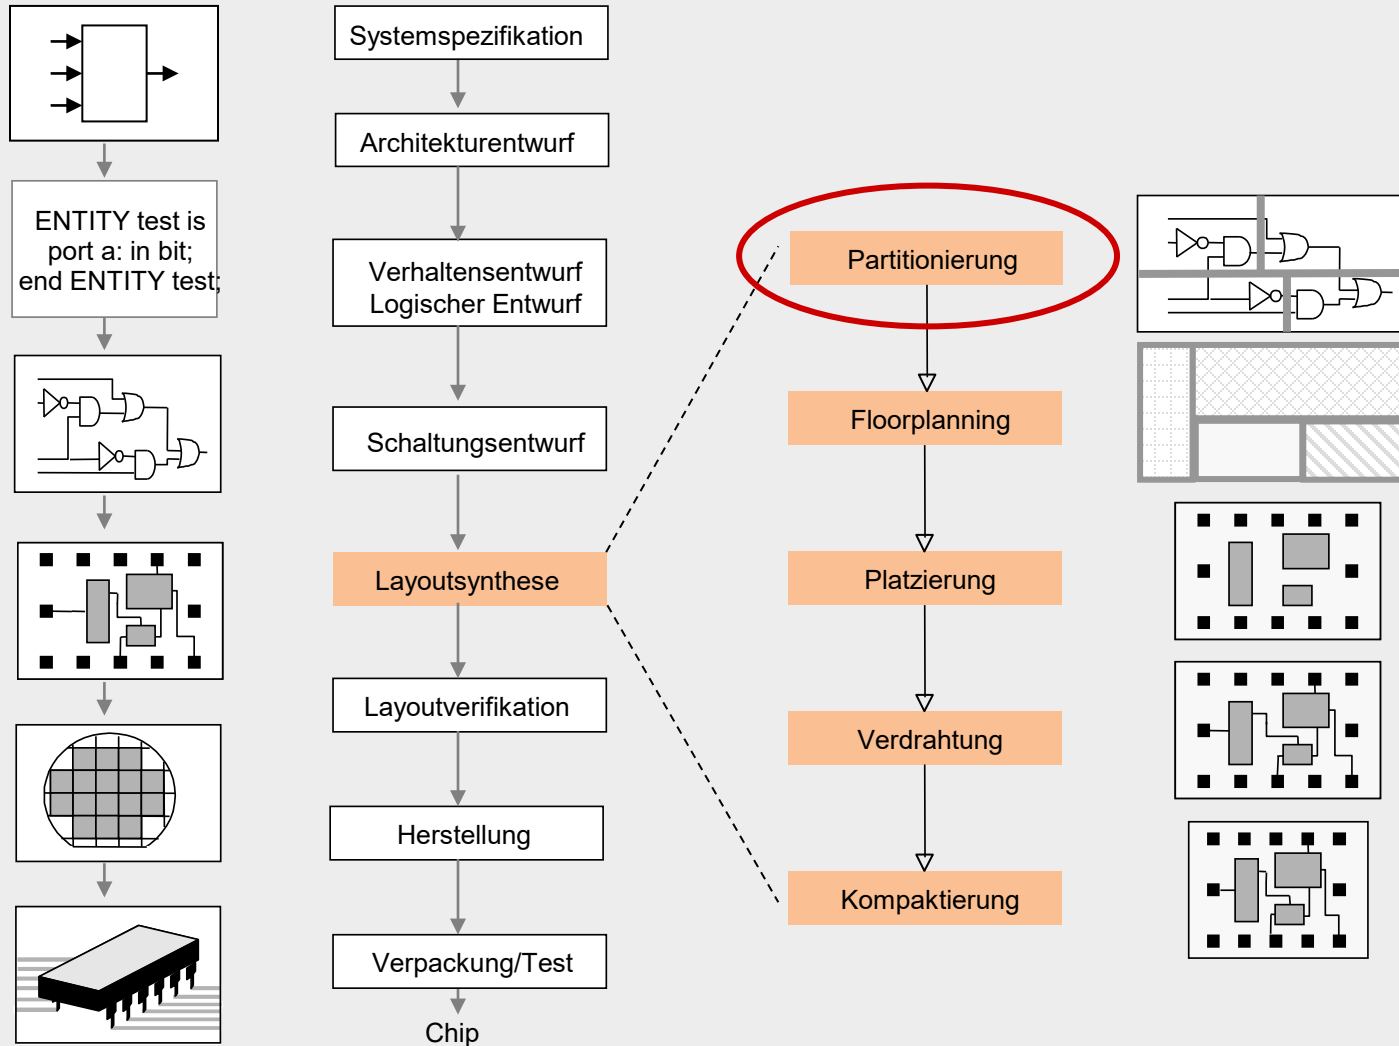 Systemspezifikation
Architekturentwurf
ENTITY test is
port a: in bit;
end ENTITY test;
Verhaltensentwurf
Logischer Entwurf
Schaltungsentwurf
Layoutsynthese
Layoutverifikation
Herstellung
Verpackung/Test
Chip
Partitionierung
Floorplanning
Platzierung
Verdrahtung
Kompaktierung